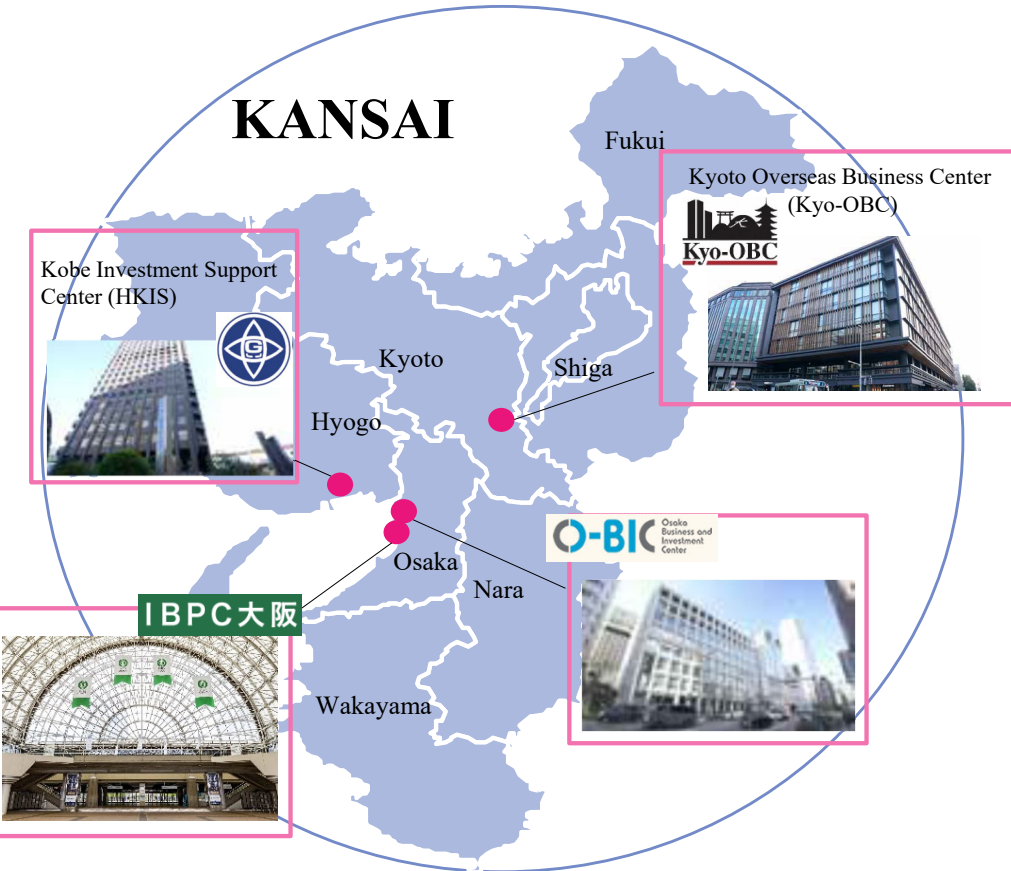 KANSAI
Fukui
Kyoto Overseas Business Center
(Kyo-OBC)
Kyo-OBC
Kobe Investment Support
Center (HKIS)
G
Kyoto
Shiga
Hyogo
O-BIC
Osaka
Business and
Investment
Center
Osaka
Nara
IBPC大阪
Wakayama